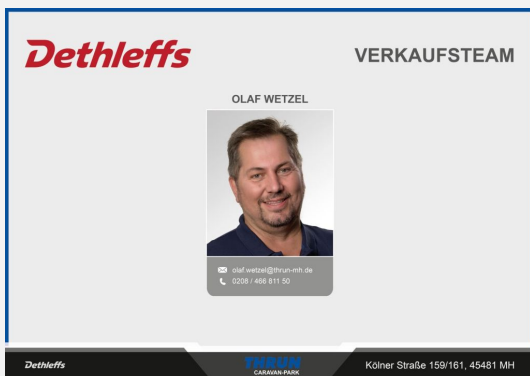 Dethleffs
VERKAUFSTEAM
OLAF WETZEL
olaf wetzel@thrun-mh.de
0208 / 466 811 50
Dethleffs
THRUN
CARAVAN-PARK
Kölner Straße 159/161, 45481 MH